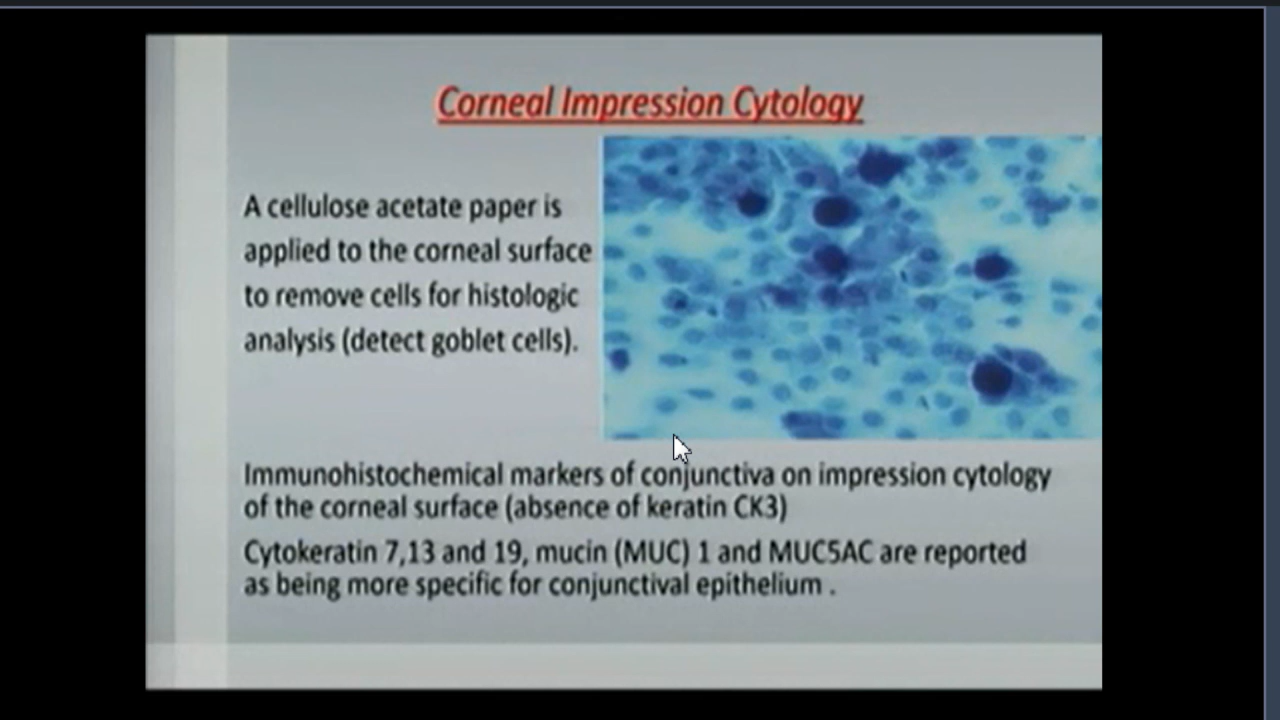 Corneal Impression Cytology
A cellulose acetate paper is
applied to the corneal surface
to remove cells for histologic
analysis (detect goblet cells).
Immunohistochemical markers of conjunctiva on impression cytology
of the corneal surface (absence of keratin CK3)
Cytokeratin 7,13 and 19, mucin (MUC) 1 and MUC5AC are reported
as being more specific for conjunctival epithelium .